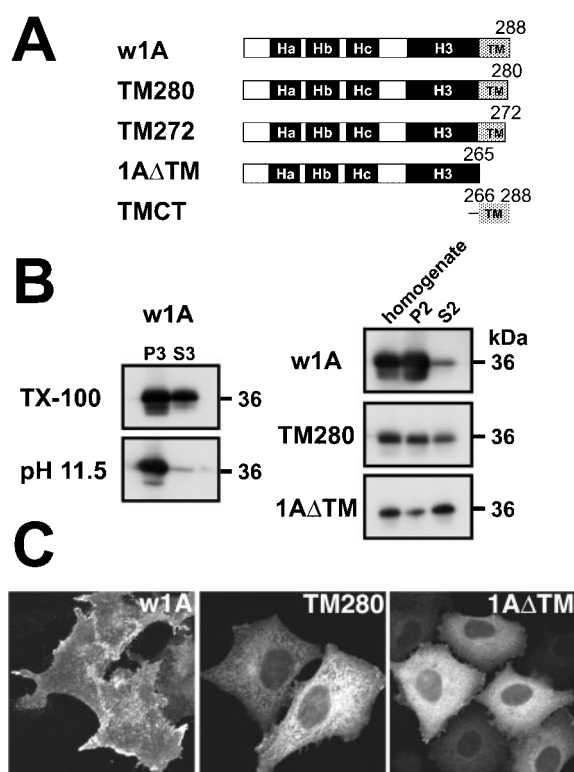 A
288
w1A Ha Hb Hc H3 TM
280
TM280 Ha Hb Hc H3 TM
272
TM272 Ha Hb Hc H3 TM
265
1AΔTM Ha Hb Hc H3
266 288
TMCT TM
B
w1A
P3 S3
TX-100 36
pH 11.5 36
homogenate P2 S2
kDa
w1A 36
TM280 36
1AΔTM 36
C
w1A TM280 1AΔTM